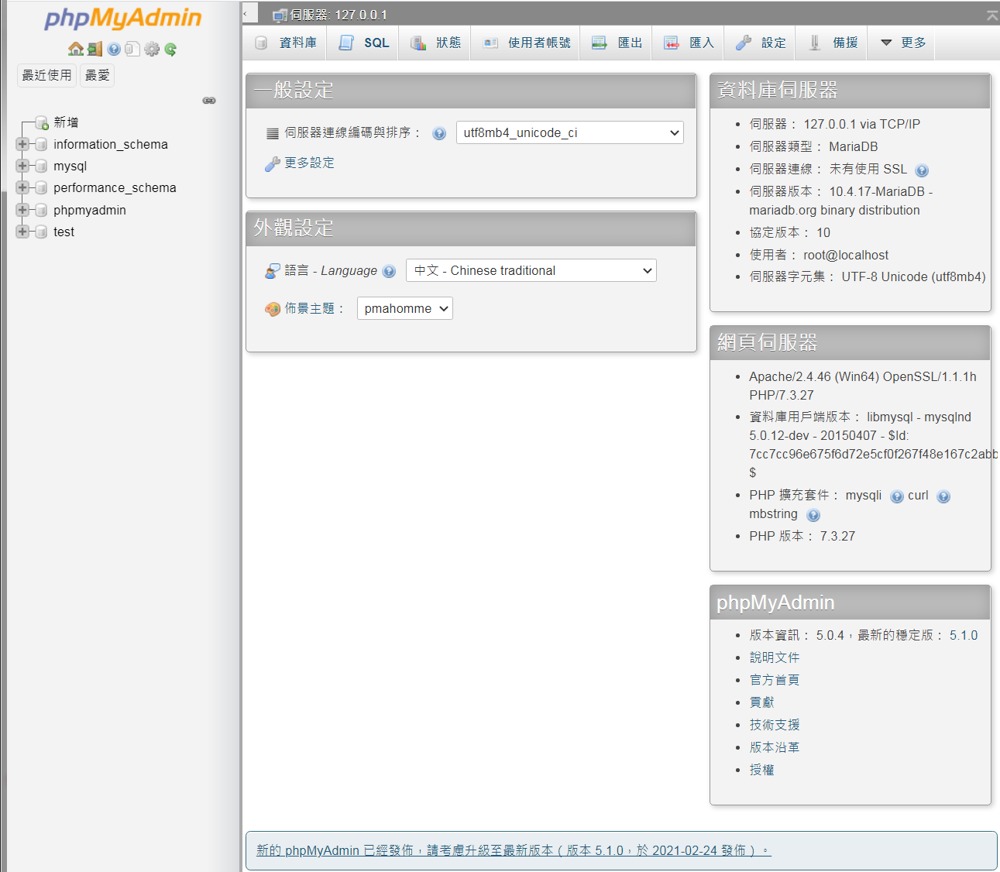 phpMyAdmin
最近使用 最愛
新增
information_schema
mysql
performance_schema
phpmyadmin
test
伺服器: 127.0.0.1
資料庫 SQL 狀態 使用者帳號 匯出 匯入 設定 備援 更多
一般設定
伺服器連線編碼與排序： utf8mb4_unicode_ci
更多設定
外觀設定
語言 - Language 中文 - Chinese traditional
佈景主題： pmahomme
資料庫伺服器
伺服器： 127.0.0.1 via TCP/IP
伺服器類型： MariaDB
伺服器連線： 未有使用 SSL
伺服器版本： 10.4.17-MariaDB -
mariadb.org binary distribution
協定版本： 10
使用者： root@localhost
伺服器字元集： UTF-8 Unicode (utf8mb4)
網頁伺服器
Apache/2.4.46 (Win64) OpenSSL/1.1.1h
PHP/7.3.27
資料庫用戶端版本： libmysql - mysqlnd
5.0.12-dev - 20150407 - $Id:
7cc7cc96e675f6d72e5cf0f267f48e167c2abb
$
PHP 擴充套件： mysqli curl
mbstring
PHP 版本： 7.3.27
phpMyAdmin
版本資訊： 5.0.4，最新的穩定版： 5.1.0
說明文件
官方首頁
貢獻
技術支援
版本沿革
授權
新的 phpMyAdmin 已經發佈，請考慮升級至最新版本（版本 5.1.0，於 2021-02-24 發佈）。